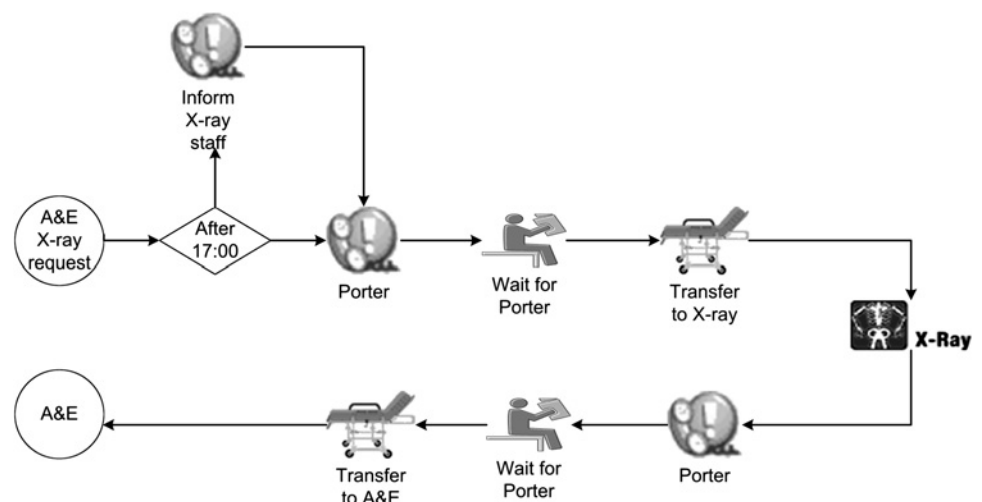 Inform
X-ray
staff
A&E
X-ray
request
After
17:00
Porter
Wait for
Porter
Transfer
to X-ray
X-Ray
A&E
Transfer
to A&E
Wait for
Porter
Porter